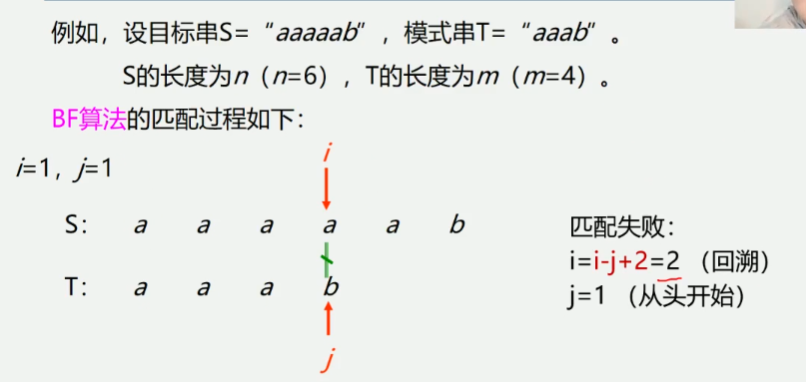 例如，设目标串S=“aaaaab”，模式串T=“aaab”。
S的长度为n（n=6），T的长度为m（m=4）。
BF算法的匹配过程如下：
i=1，j=1
i
S: a a a a a b
T: a a a b
j
匹配失败：
i=i-j+2=2 （回溯）
j=1 （从头开始）